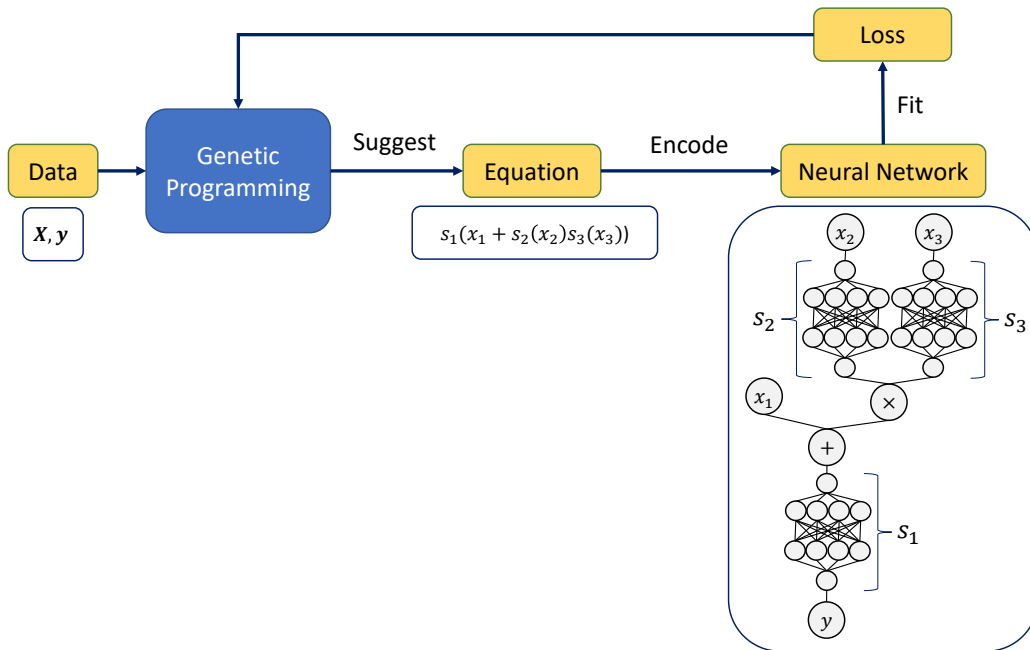 Loss
Fit
Data
Genetic
Programming
Suggest
Equation
Encode
Neural Network
X, y
s₁(x₁ + s₂(x₂)s₃(x₃))
x₂
x₃
s₂
s₃
x₁
×
+
s₁
y